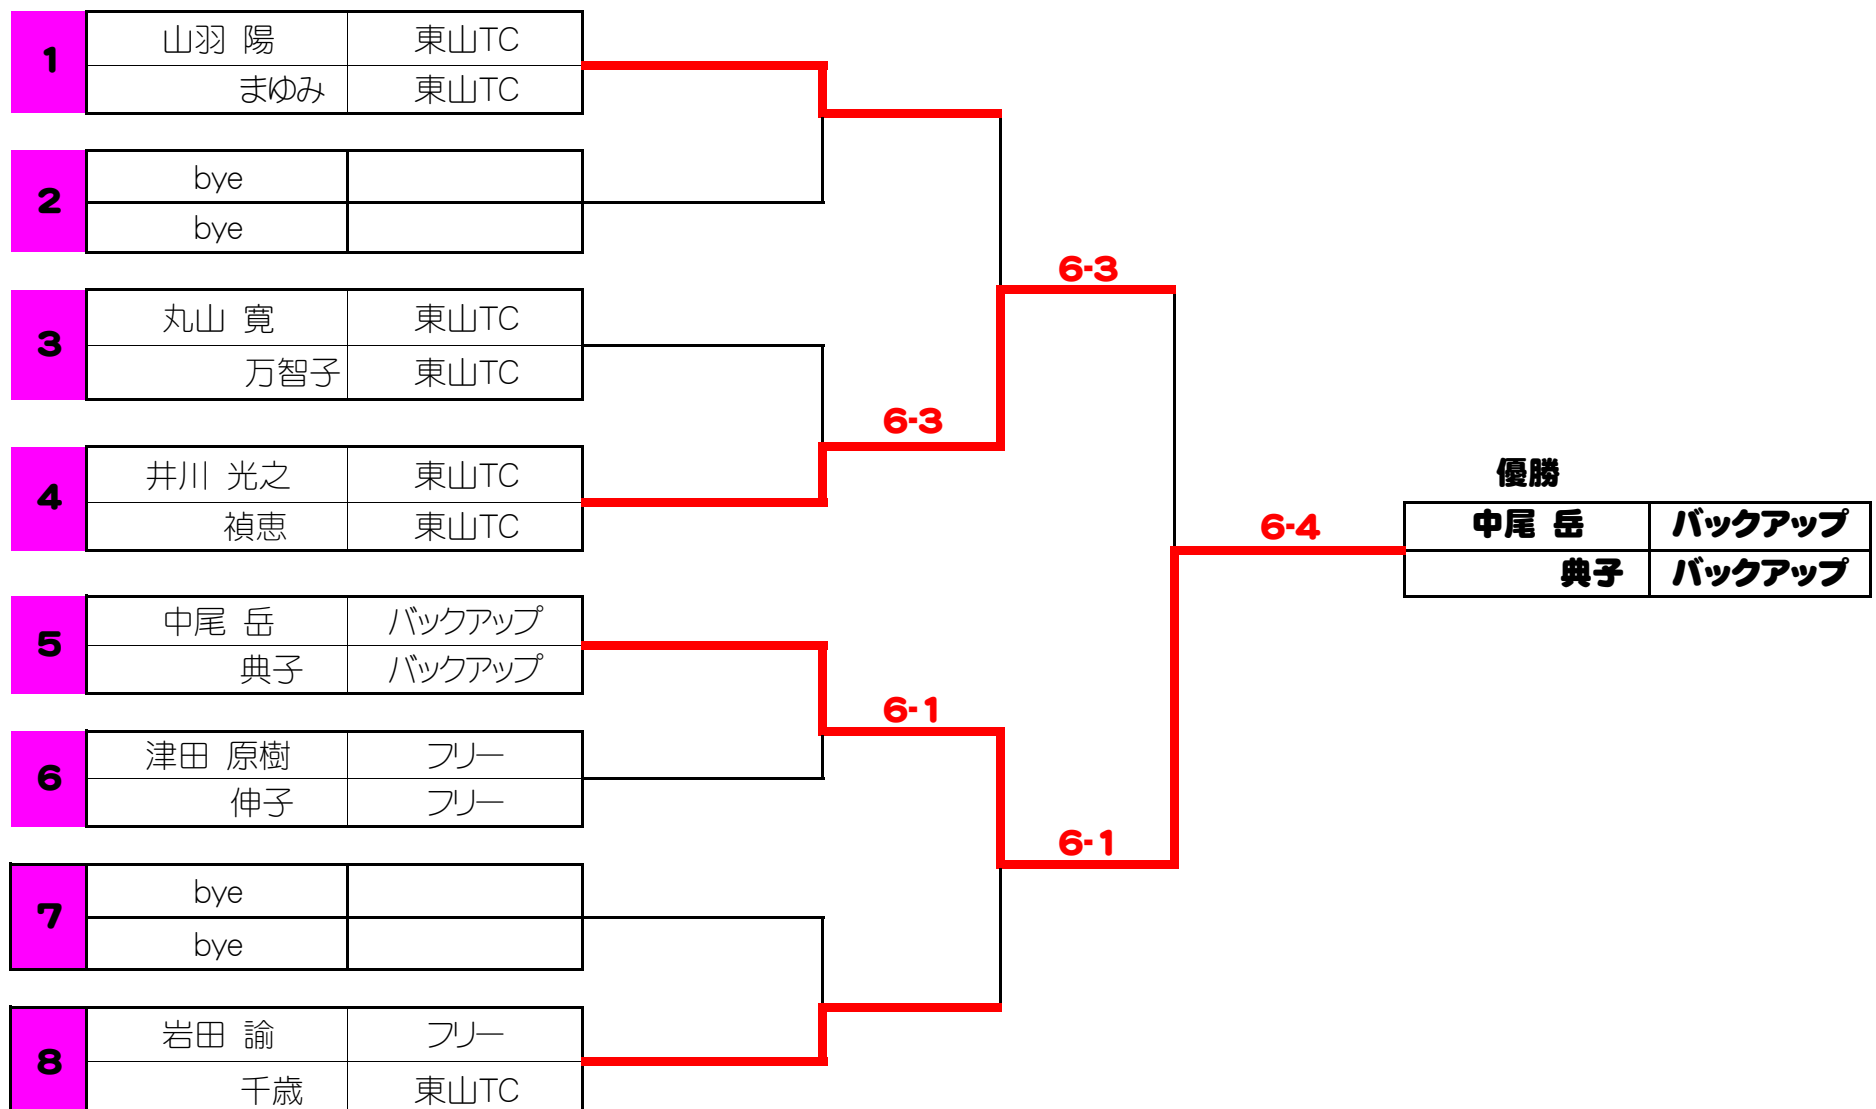 1 山羽 陽 東山TC
まゆみ 東山TC
2 bye
bye
6-3
3 丸山 寛 東山TC
万智子 東山TC
6-3
4 井川 光之 東山TC
禎恵 東山TC
優勝
中尾 岳 バックアップ
6-4
典子 バックアップ
5 中尾 岳 バックアップ
典子 バックアップ
6-1
6 津田 原樹 フリー
伸子 フリー
6-1
7 bye
bye
8 岩田 諭 フリー
千歳 東山TC